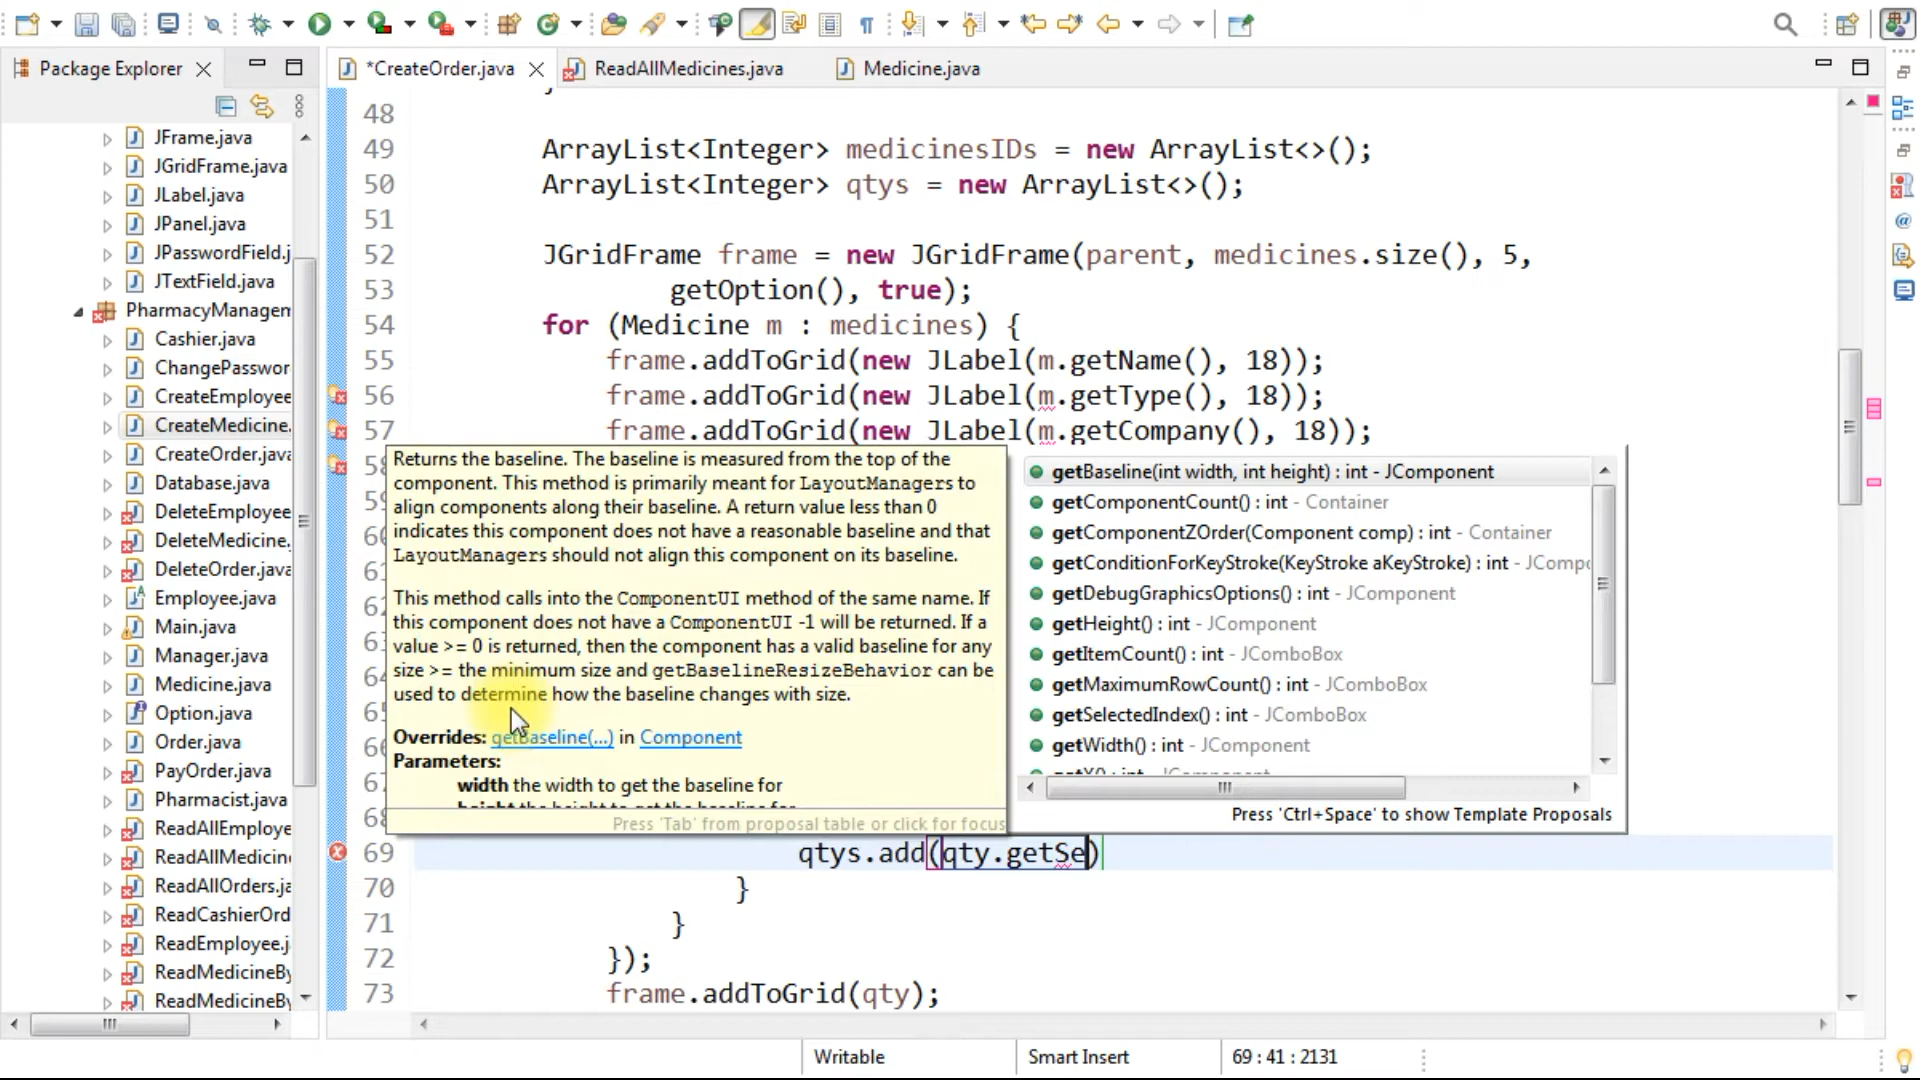 Package Explorer
*CreateOrder.java
ReadAllMedicines.java
Medicine.java
JFrame.java
JGridFrame.java
JLabel.java
JPanel.java
JPasswordField.j
JTextField.java
PharmacyManagem
Cashier.java
ChangePasswor
CreateEmployee
CreateMedicine.
CreateOrder.java
Database.java
DeleteEmployee
DeleteMedicine.
DeleteOrder.java
Employee.java
Main.java
Manager.java
Medicine.java
Option.java
Order.java
PayOrder.java
Pharmacist.java
ReadAllEmploye
ReadAllMedicin
ReadAllOrders.ja
ReadCashierOrd
ReadEmployee.j
ReadMedicineBy
ReadMedicineBy
48
49 ArrayList<Integer> medicinesIDs = new ArrayList<>();
50 ArrayList<Integer> qtys = new ArrayList<>();
51
52 JGridFrame frame = new JGridFrame(parent, medicines.size(), 5,
53 getOption(), true);
54 for (Medicine m : medicines) {
55 frame.addToGrid(new JLabel(m.getName(), 18));
56 frame.addToGrid(new JLabel(m.getType(), 18));
57 frame.addToGrid(new JLabel(m.getCompany(), 18));
Returns the baseline. The baseline is measured from the top of the
component. This method is primarily meant for LayoutManagers to
align components along their baseline. A return value less than 0
indicates this component does not have a reasonable baseline and that
LayoutManagers should not align this component on its baseline.
This method calls into the ComponentUI method of the same name. If
this component does not have a ComponentUI -1 will be returned. If a
value >= 0 is returned, then the component has a valid baseline for any
size >= the minimum size and getBaselineResizeBehavior can be
used to determine how the baseline changes with size.
Overrides: getBaseline(...) in Component
Parameters:
width the width to get the baseline for
height the height to get the baseline for
Press 'Tab' from proposal table or click for focus
getBaseline(int width, int height) : int - JComponent
getComponentCount() : int - Container
getComponentZOrder(Component comp) : int - Container
getConditionForKeyStroke(KeyStroke aKeyStroke) : int - JCompo
getDebugGraphicsOptions() : int - JComponent
getHeight() : int - JComponent
getItemCount() : int - JComboBox
getMaximumRowCount() : int - JComboBox
getSelectedIndex() : int - JComboBox
getWidth() : int - JComponent
getX() : int - JComponent
Press 'Ctrl+Space' to show Template Proposals
69 qtys.add(qty.getSe)
70 }
71 }
72 });
73 frame.addToGrid(qty);
Writable
Smart Insert
69 : 41 : 2131